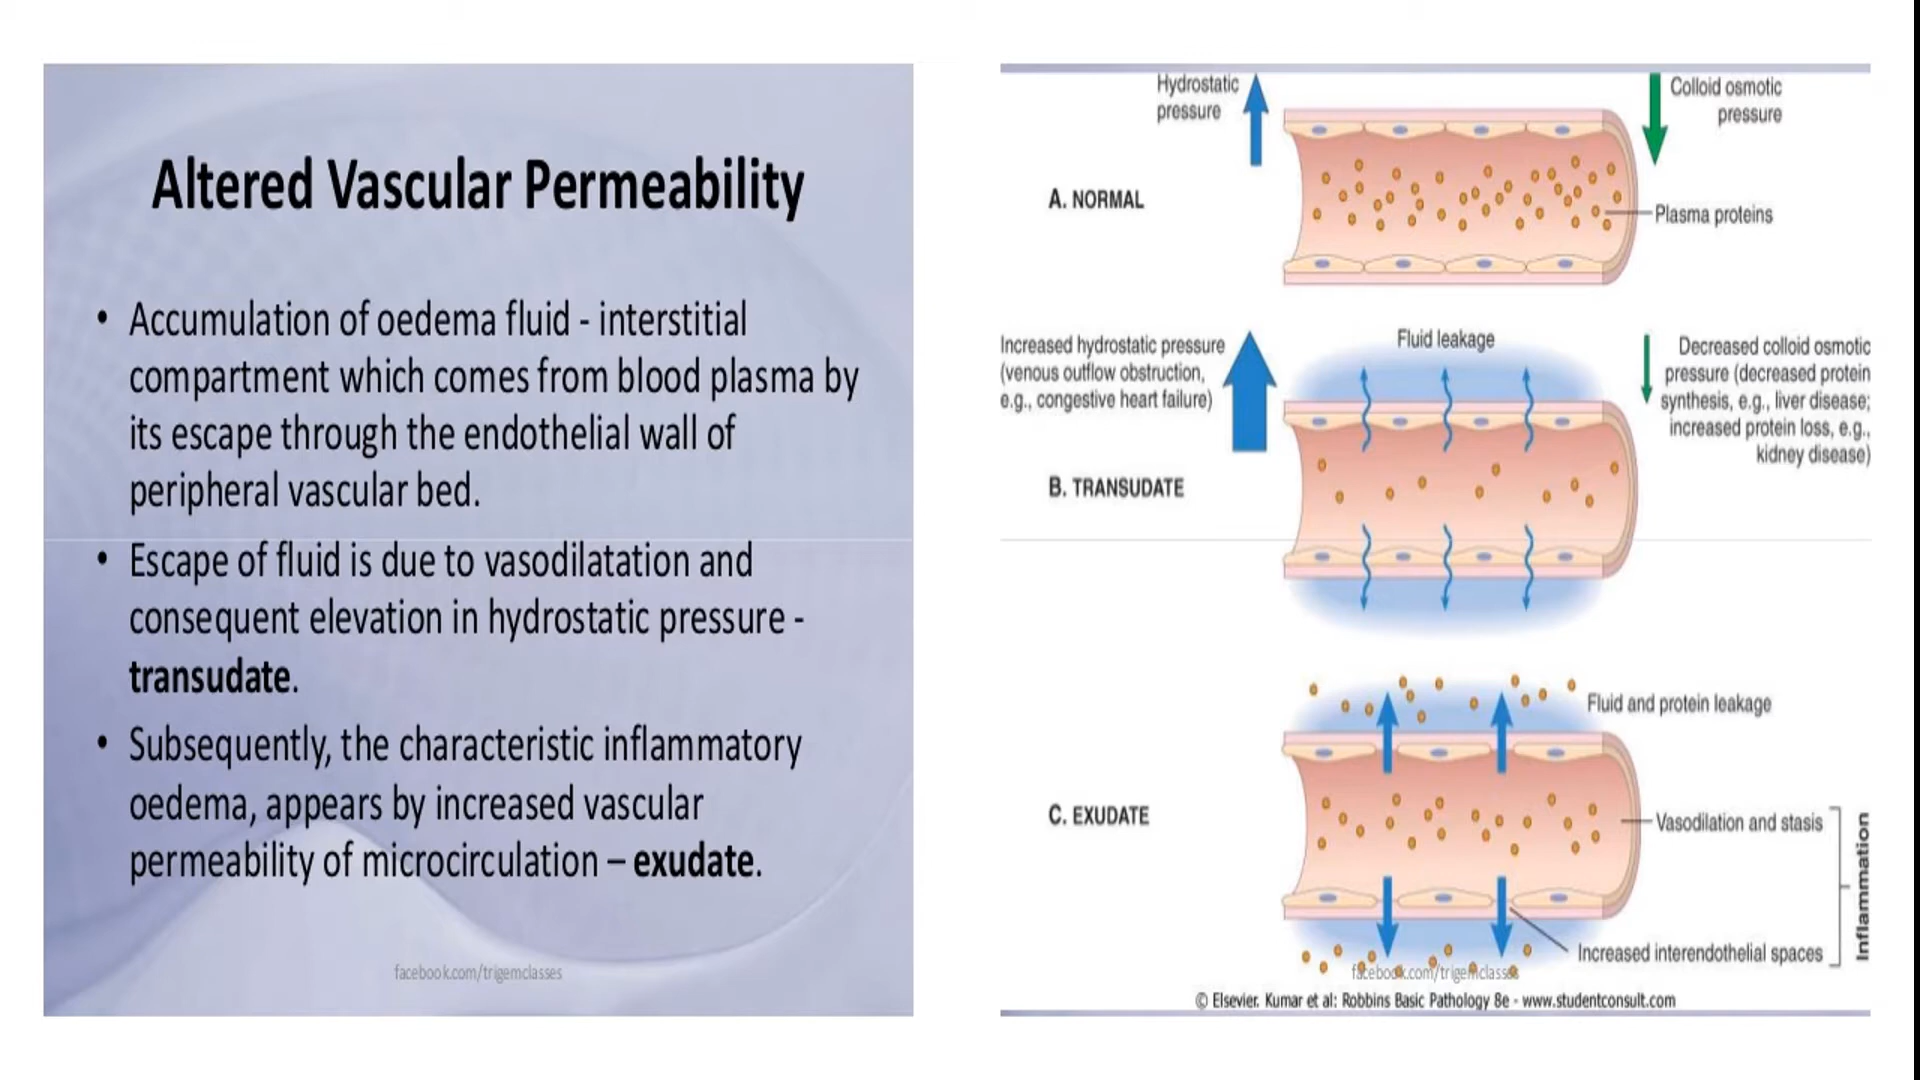 Altered Vascular Permeability
• Accumulation of oedema fluid - interstitial
compartment which comes from blood plasma by
its escape through the endothelial wall of
peripheral vascular bed.
• Escape of fluid is due to vasodilatation and
consequent elevation in hydrostatic pressure -
transudate.
• Subsequently, the characteristic inflammatory
oedema, appears by increased vascular
permeability of microcirculation – exudate.
facebook.com/trigemclasses
Hydrostatic
pressure
Colloid osmotic
pressure
A. NORMAL
Plasma proteins
Increased hydrostatic pressure
(venous outflow obstruction,
e.g., congestive heart failure)
Fluid leakage
Decreased colloid osmotic
pressure (decreased protein
synthesis, e.g., liver disease;
increased protein loss, e.g.,
kidney disease)
B. TRANSUDATE
Fluid and protein leakage
C. EXUDATE
Vasodilation and stasis
Inflammation
Increased interendothelial spaces
facebook.com/trigemclasses
© Elsevier. Kumar et al: Robbins Basic Pathology 8e - www.studentconsult.com